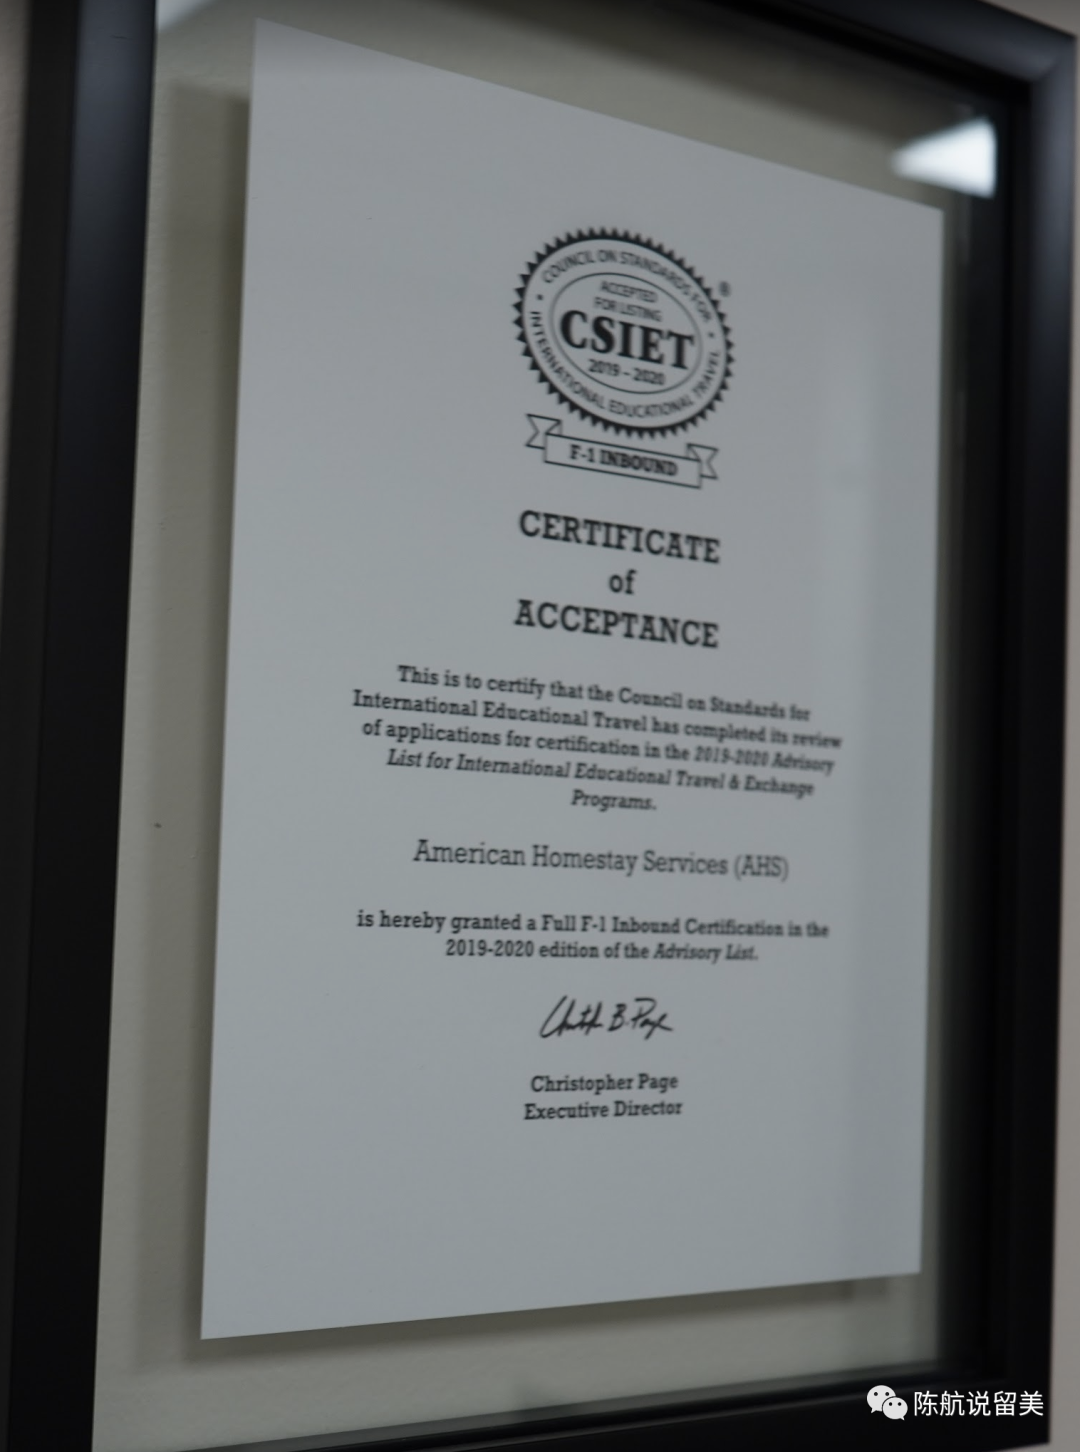 COUNCIL ON STANDARDS FOR
INTERNATIONAL EDUCATIONAL TRAVEL
®
ACCEPTED
FOR LISTING
CSIET
2019 – 2020
F-1 INBOUND
CERTIFICATE
of
ACCEPTANCE
This is to certify that the Council on Standards for
International Educational Travel has completed its review
of applications for certification in the 2019-2020 Advisory
List for International Educational Travel & Exchange
Programs.
American Homestay Services (AHS)
is hereby granted a Full F-1 Inbound Certification in the
2019-2020 edition of the Advisory List.
Christopher Page
Executive Director
陈航说留美